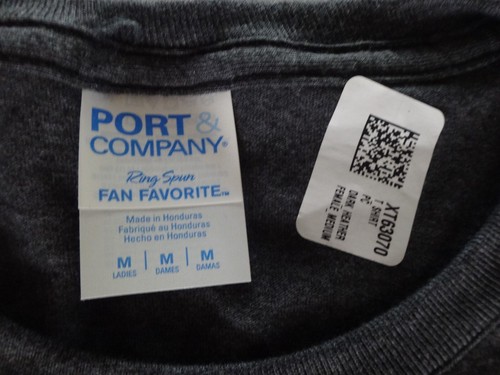 PORT & COMPANY®
Ring Spun
FAN FAVORITE™
Made in Honduras
Fabriqué au Honduras
Hecho en Honduras
M | M | M
LADIES | DAMES | DAMAS
XT63070
T SHIRT
PC
DARK HEATHER
FEMALE MEDIUM